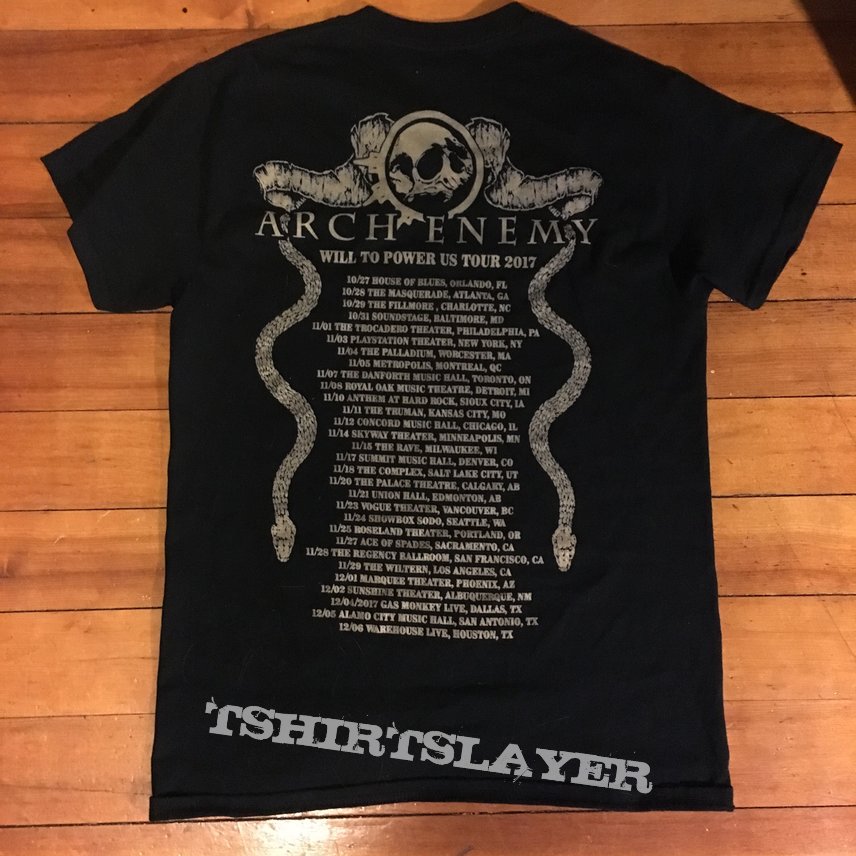 ARCH ENEMY
WILL TO POWER US TOUR 2017
10/27 HOUSE OF BLUES, ORLANDO, FL
10/28 THE MASQUERADE, ATLANTA, GA
10/29 THE FILLMORE , CHARLOTTE, NC
10/31 SOUNDSTAGE, BALTIMORE, MD
11/01 THE TROCADERO THEATER, PHILADELPHIA, PA
11/03 PLAYSTATION THEATER, NEW YORK, NY
11/04 THE PALLADIUM, WORCESTER, MA
11/05 METROPOLIS, MONTREAL, QC
11/07 THE DANFORTH MUSIC HALL, TORONTO, ON
11/08 ROYAL OAK MUSIC THEATRE, DETROIT, MI
11/10 ANTHEM AT HARD ROCK, SIOUX CITY, IA
11/11 THE TRUMAN, KANSAS CITY, MO
11/12 CONCORD MUSIC HALL, CHICAGO, IL
11/14 SKYWAY THEATER, MINNEAPOLIS, MN
11/15 THE RAVE, MILWAUKEE, WI
11/17 SUMMIT MUSIC HALL, DENVER, CO
11/18 THE COMPLEX, SALT LAKE CITY, UT
11/20 THE PALACE THEATRE, CALGARY, AB
11/21 UNION HALL, EDMONTON, AB
11/23 VOGUE THEATER, VANCOUVER, BC
11/24 SHOWBOX SODO, SEATTLE, WA
11/25 ROSELAND THEATER, PORTLAND, OR
11/27 ACE OF SPADES, SACRAMENTO, CA
11/28 THE REGENCY BALLROOM, SAN FRANCISCO, CA
11/29 THE WILTERN, LOS ANGELES, CA
12/01 MARQUEE THEATER, PHOENIX, AZ
12/02 SUNSHINE THEATER, ALBUQUERQUE, NM
12/04/2017 GAS MONKEY LIVE, DALLAS, TX
12/05 ALAMO CITY MUSIC HALL, SAN ANTONIO, TX
12/06 WAREHOUSE LIVE, HOUSTON, TX
TSHIRTSLAYER